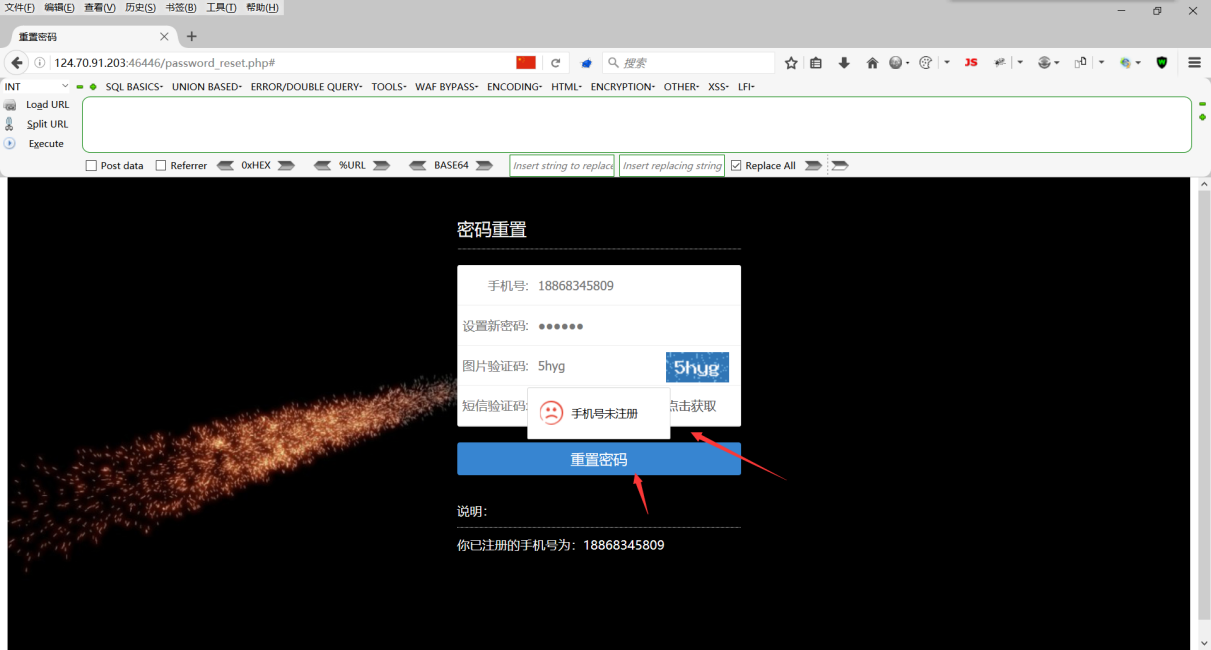 文件(F) 编辑(E) 查看(V) 历史(S) 书签(B) 工具(T) 帮助(H)
重置密码
124.70.91.203:46446/password_reset.php#
搜索
JS
INT
SQL BASICS UNION BASED ERROR/DOUBLE QUERY TOOLS WAF BYPASS ENCODING HTML ENCRYPTION OTHER XSS LFI
Load URL
Split URL
Execute
Post data Referrer 0xHEX %URL BASE64 Insert string to replace Insert replacing string Replace All
密码重置
手机号: 18868345809
设置新密码: ●●●●●●
图片验证码: 5hyg 5hyg
短信验证码: 点击获取
手机号未注册
重置密码
说明:
你已注册的手机号为: 18868345809